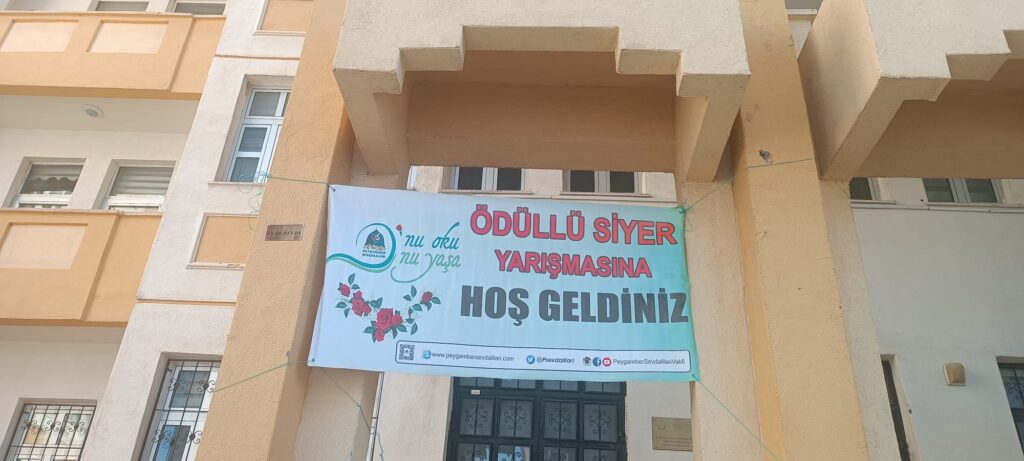 O'nu oku
O'nu yaşa
ÖDÜLLÜ SİYER
YARIŞMASINA
HOŞ GELDİNİZ
www.peygambersevdalilari.com
@Psevdalilari
PeygamberSevdalilariVakfi